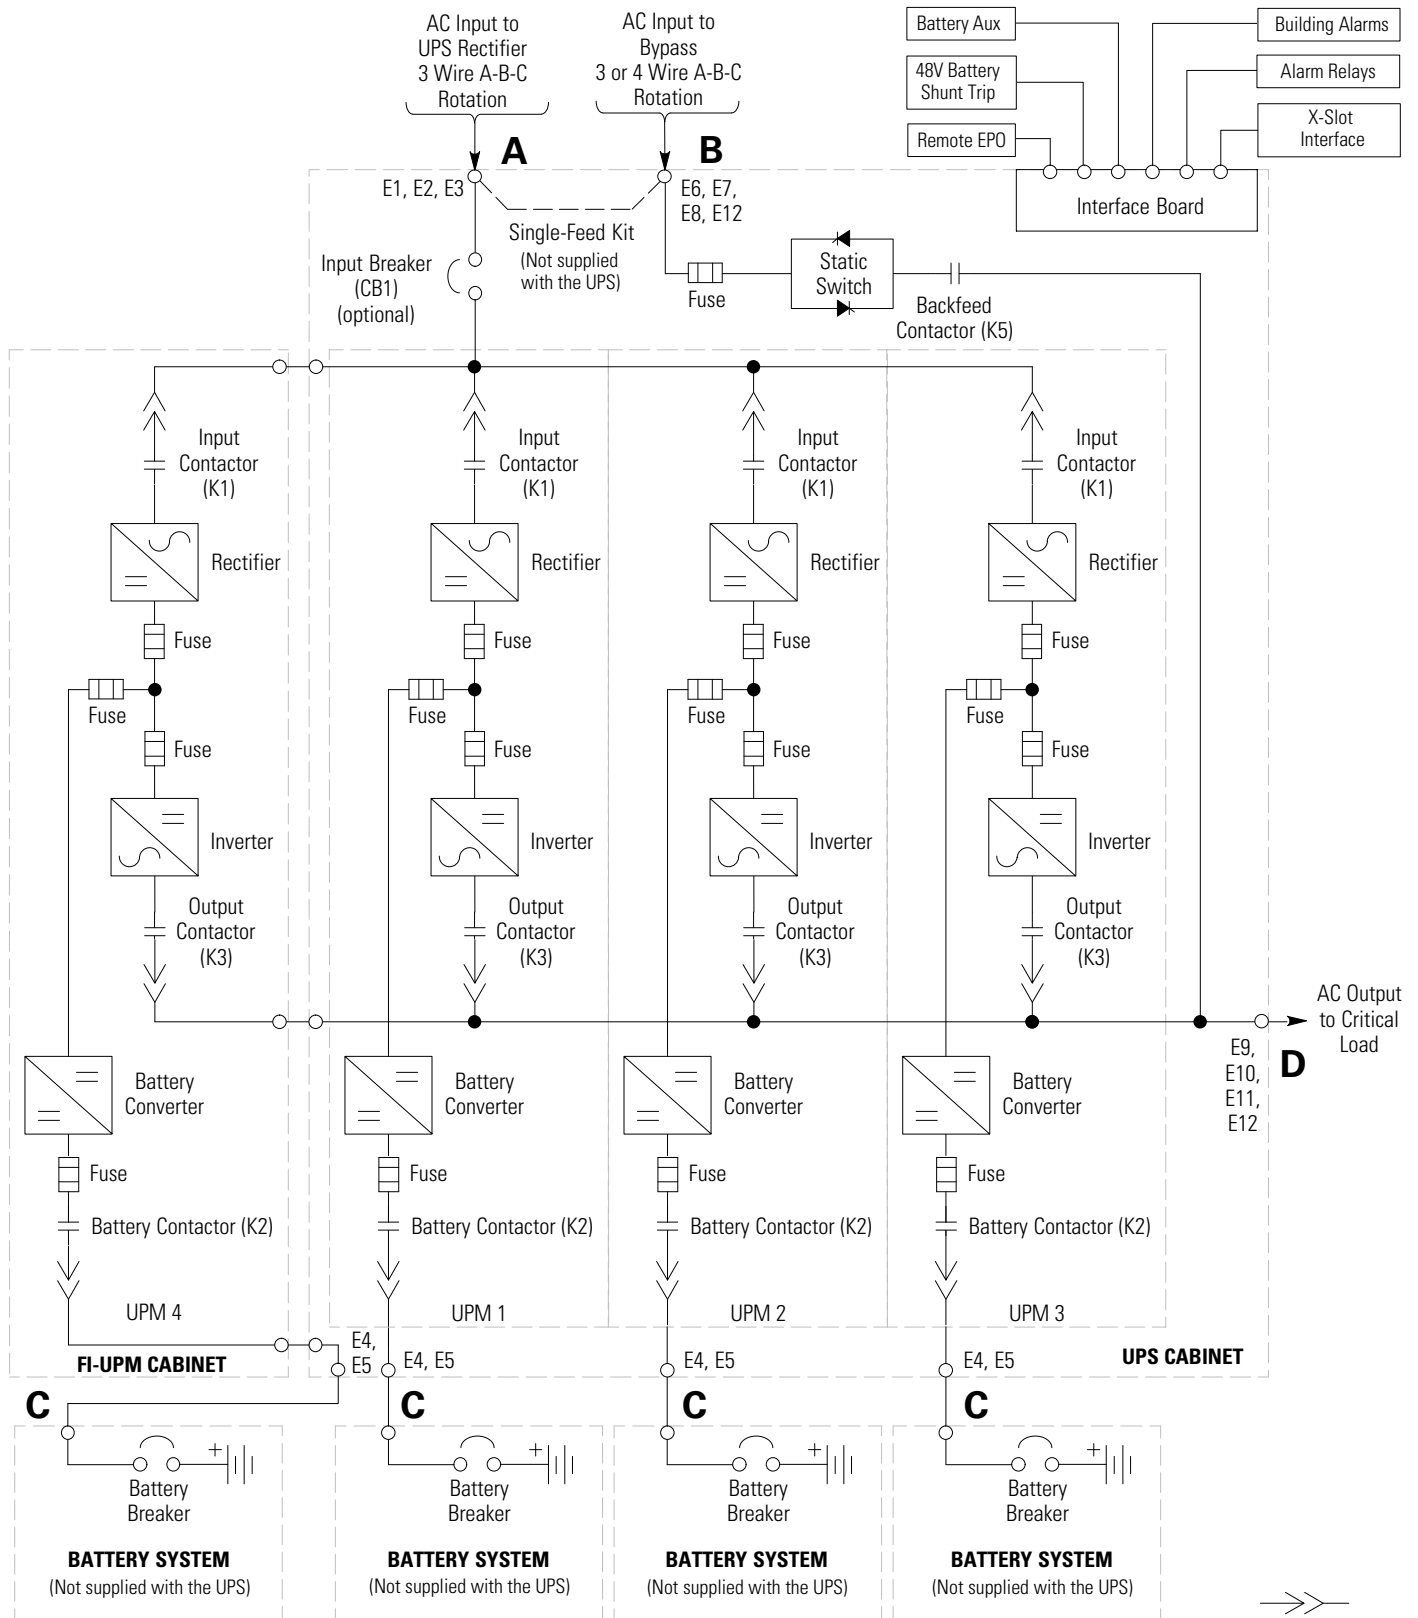 AC Input to
UPS Rectifier
3 Wire A-B-C
Rotation
AC Input to
Bypass
3 or 4 Wire A-B-C
Rotation
Battery Aux
48V Battery
Shunt Trip
Remote EPO
Building Alarms
Alarm Relays
X-Slot
Interface
Interface Board
A
B
E1, E2, E3
E6, E7,
E8, E12
Single-Feed Kit
(Not supplied
with the UPS)
Input Breaker
(CB1)
(optional)
Fuse
Static
Switch
Backfeed
Contactor (K5)
Input
Contactor
(K1)
Input
Contactor
(K1)
Input
Contactor
(K1)
Input
Contactor
(K1)
Rectifier
Rectifier
Rectifier
Rectifier
Fuse
Fuse
Fuse
Fuse
Fuse
Fuse
Fuse
Fuse
Fuse
Fuse
Fuse
Fuse
Inverter
Inverter
Inverter
Inverter
Output
Contactor
(K3)
Output
Contactor
(K3)
Output
Contactor
(K3)
Output
Contactor
(K3)
AC Output
to Critical
Load
E9,
E10,
E11,
E12
D
Battery
Converter
Battery
Converter
Battery
Converter
Battery
Converter
Fuse
Fuse
Fuse
Fuse
Battery Contactor (K2)
Battery Contactor (K2)
Battery Contactor (K2)
Battery Contactor (K2)
UPM 4
UPM 1
UPM 2
UPM 3
FI-UPM CABINET
E4,
E5
E4, E5
E4, E5
E4, E5
UPS CABINET
C
C
C
C
+
+
+
+
Battery
Breaker
Battery
Breaker
Battery
Breaker
Battery
Breaker
BATTERY SYSTEM
(Not supplied with the UPS)
BATTERY SYSTEM
(Not supplied with the UPS)
BATTERY SYSTEM
(Not supplied with the UPS)
BATTERY SYSTEM
(Not supplied with the UPS)